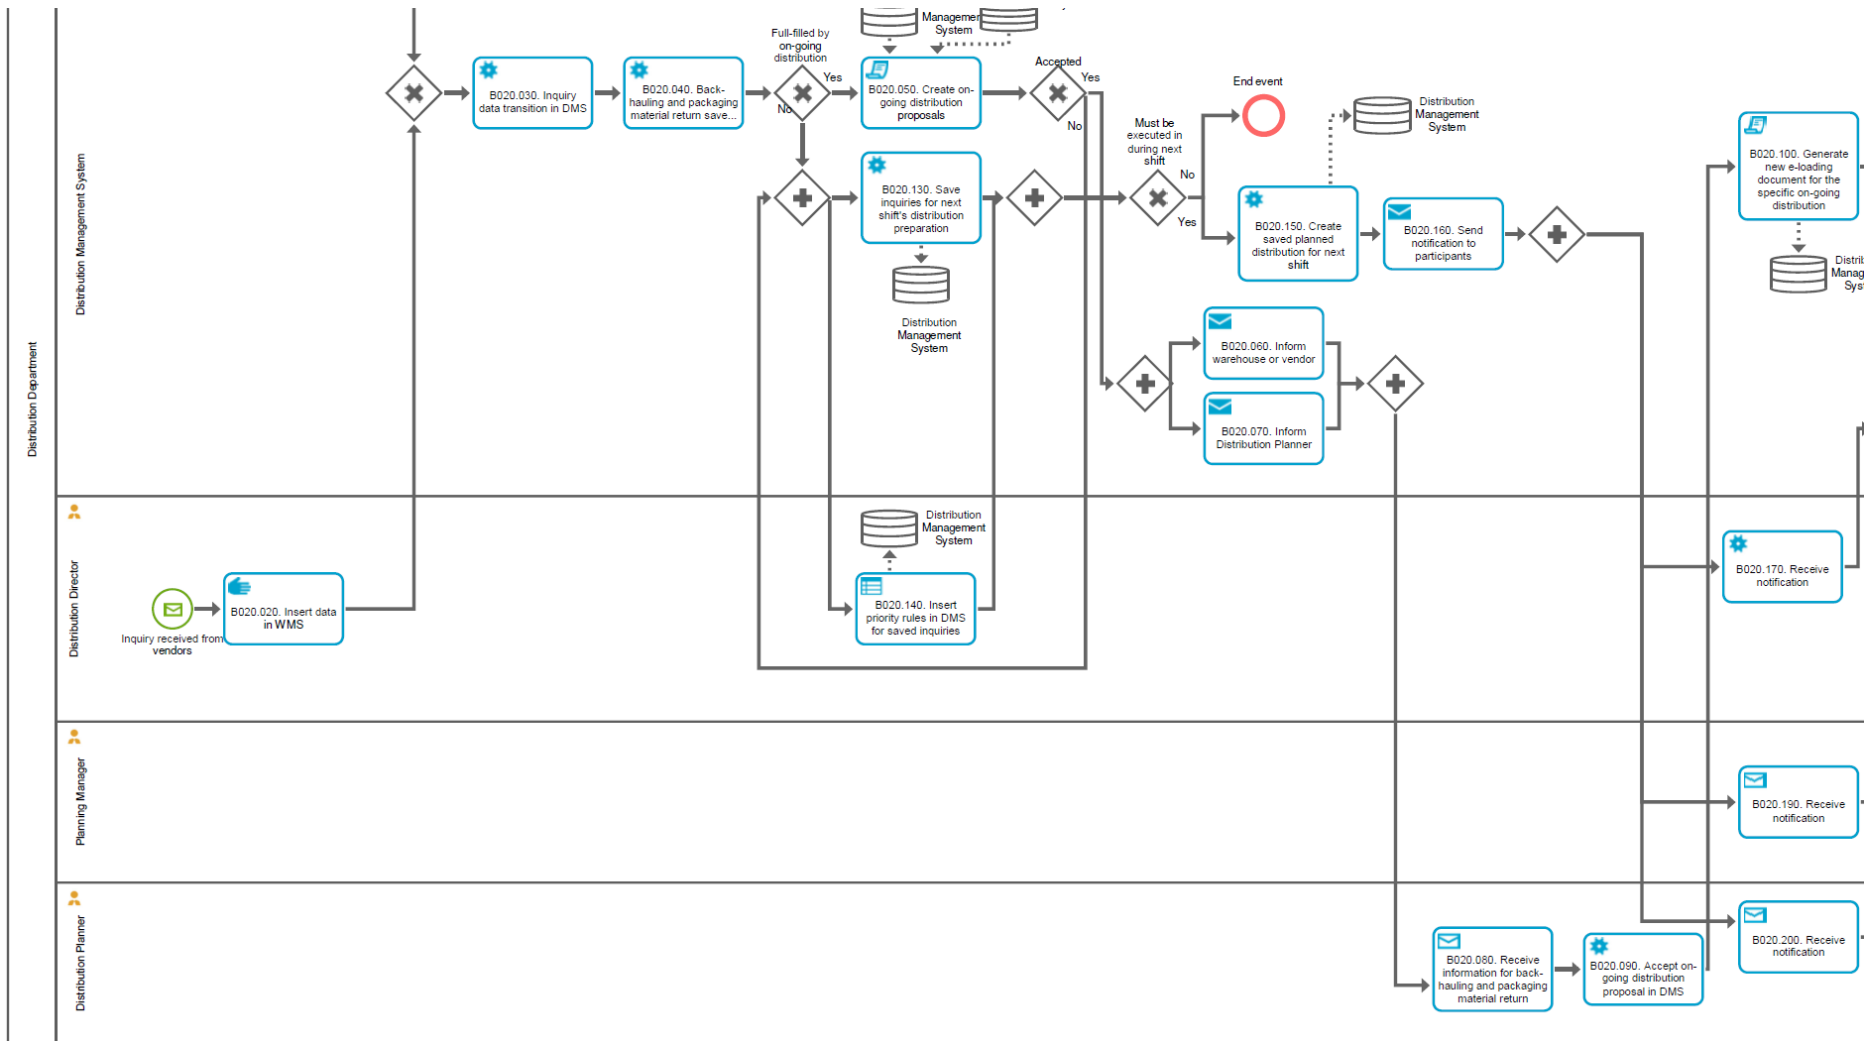 Distribution Department
Distribution Management System
Management
System
Full-filled by
on-going
distribution
Yes
No
B020.030. Inquiry
data transition in DMS
B020.040. Back-
hauling and packaging
material return save...
B020.050. Create on-
going distribution
proposals
Accepted
Yes
No
End event
Must be
executed in
during next
shift
No
Yes
Distribution
Management
System
B020.100. Generate
new e-loading
document for the
specific on-going
distribution
B020.130. Save
inquiries for next
shift's distribution
preparation
Distribution
Management
System
B020.150. Create
saved planned
distribution for next
shift
B020.160. Send
notification to
participants
Distrib
Manag
Syst
B020.060. Inform
warehouse or vendor
B020.070. Inform
Distribution Planner
Distribution Director
Inquiry received from
vendors
B020.020. Insert data
in WMS
Distribution
Management
System
B020.140. Insert
priority rules in DMS
for saved inquiries
B020.170. Receive
notification
Planning Manager
B020.190. Receive
notification
Distribution Planner
B020.080. Receive
information for back-
hauling and packaging
material return
B020.090. Accept on-
going distribution
proposal in DMS
B020.200. Receive
notification